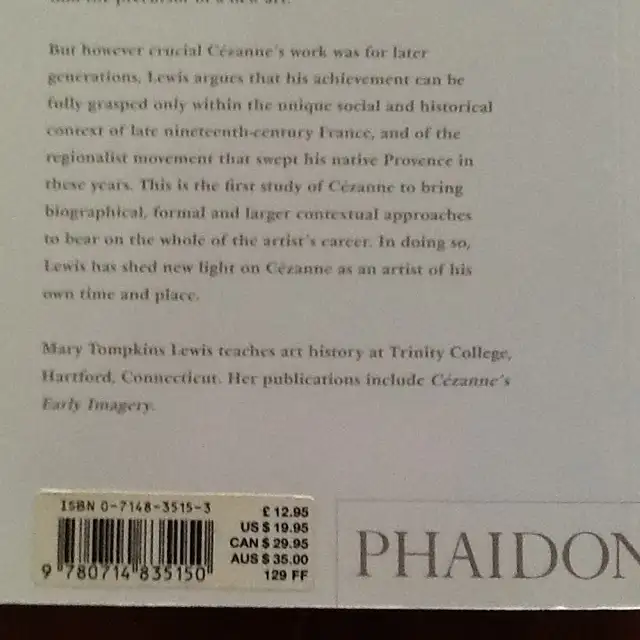 But however crucial Cézanne's work was for later
generations, Lewis argues that his achievement can be
fully grasped only within the unique social and historical
context of late nineteenth-century France, and of the
regionalist movement that swept his native Provence in
these years. This is the first study of Cézanne to bring
biographical, formal and larger contextual approaches
to bear on the whole of the artist's career. In doing so,
Lewis has shed new light on Cézanne as an artist of his
own time and place.
Mary Tompkins Lewis teaches art history at Trinity College,
Hartford, Connecticut. Her publications include Cézanne's
Early Imagery.
ISBN 0-7148-3515-3
9 780714 835150
£ 12.95
US $ 19.95
CAN $ 29.95
AUS $ 35.00
129 FF
PHAIDON